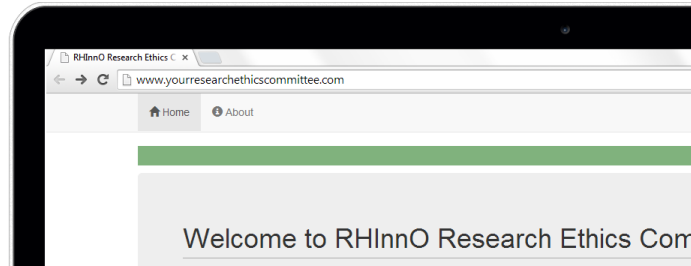 RHInnO Research Ethics C
www.yourresearchethicscommittee.com
Home About
Welcome to RHInnO Research Ethics Com